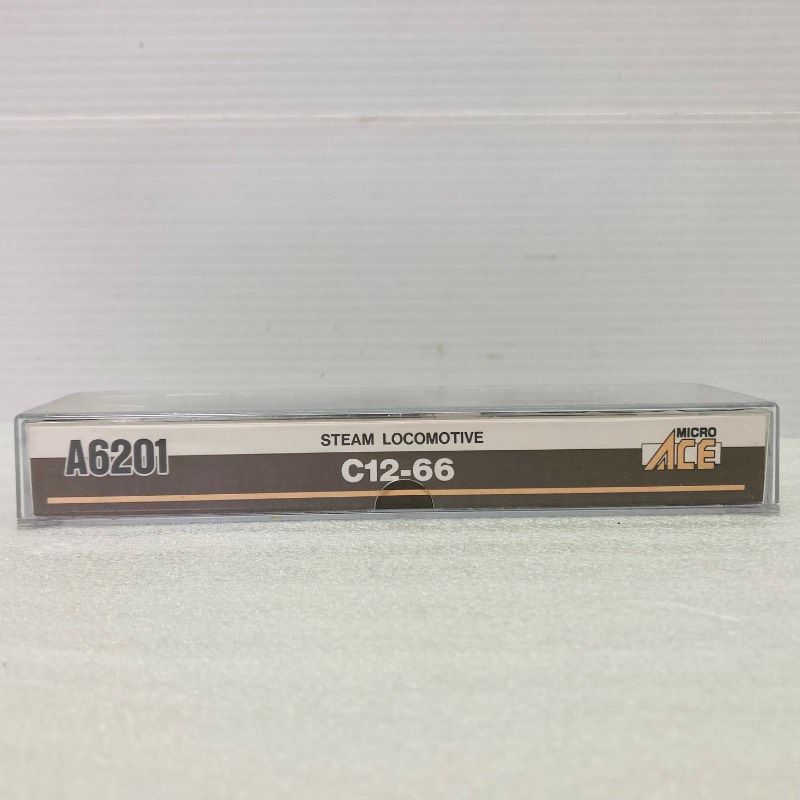 A6201
STEAM LOCOMOTIVE
C12-66
MICRO
ACE